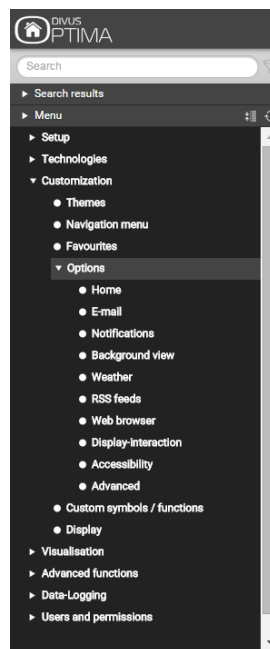 DIVUS
OPTIMA
Search
Search results
Menu
Setup
Technologies
Customization
Themes
Navigation menu
Favourites
Options
Home
E-mail
Notifications
Background view
Weather
RSS feeds
Web browser
Display-interaction
Accessibility
Advanced
Custom symbols / functions
Display
Visualisation
Advanced functions
Data-Logging
Users and permissions